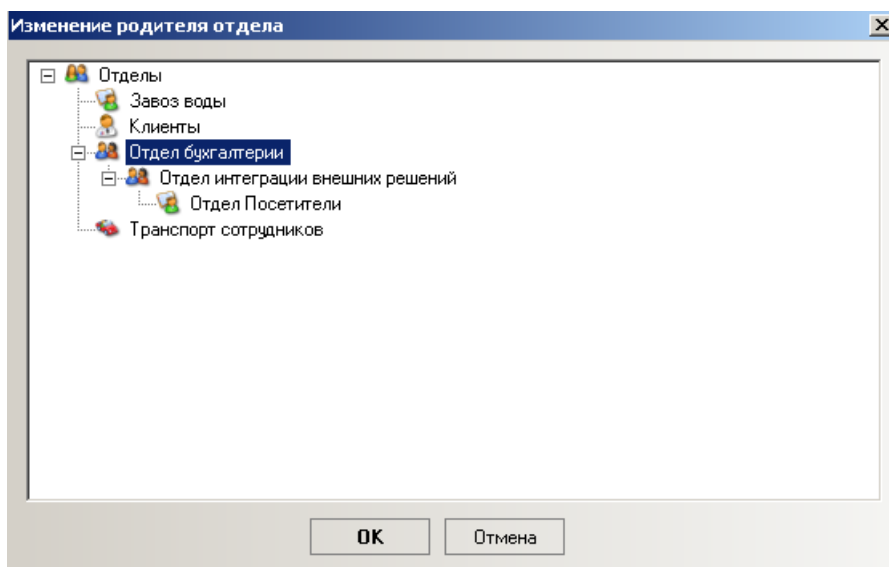 Изменение родителя отдела
Отделы
Завоз воды
Клиенты
Отдел бухгалтерии
Отдел интеграции внешних решений
Отдел Посетители
Транспорт сотрудников
OK Отмена